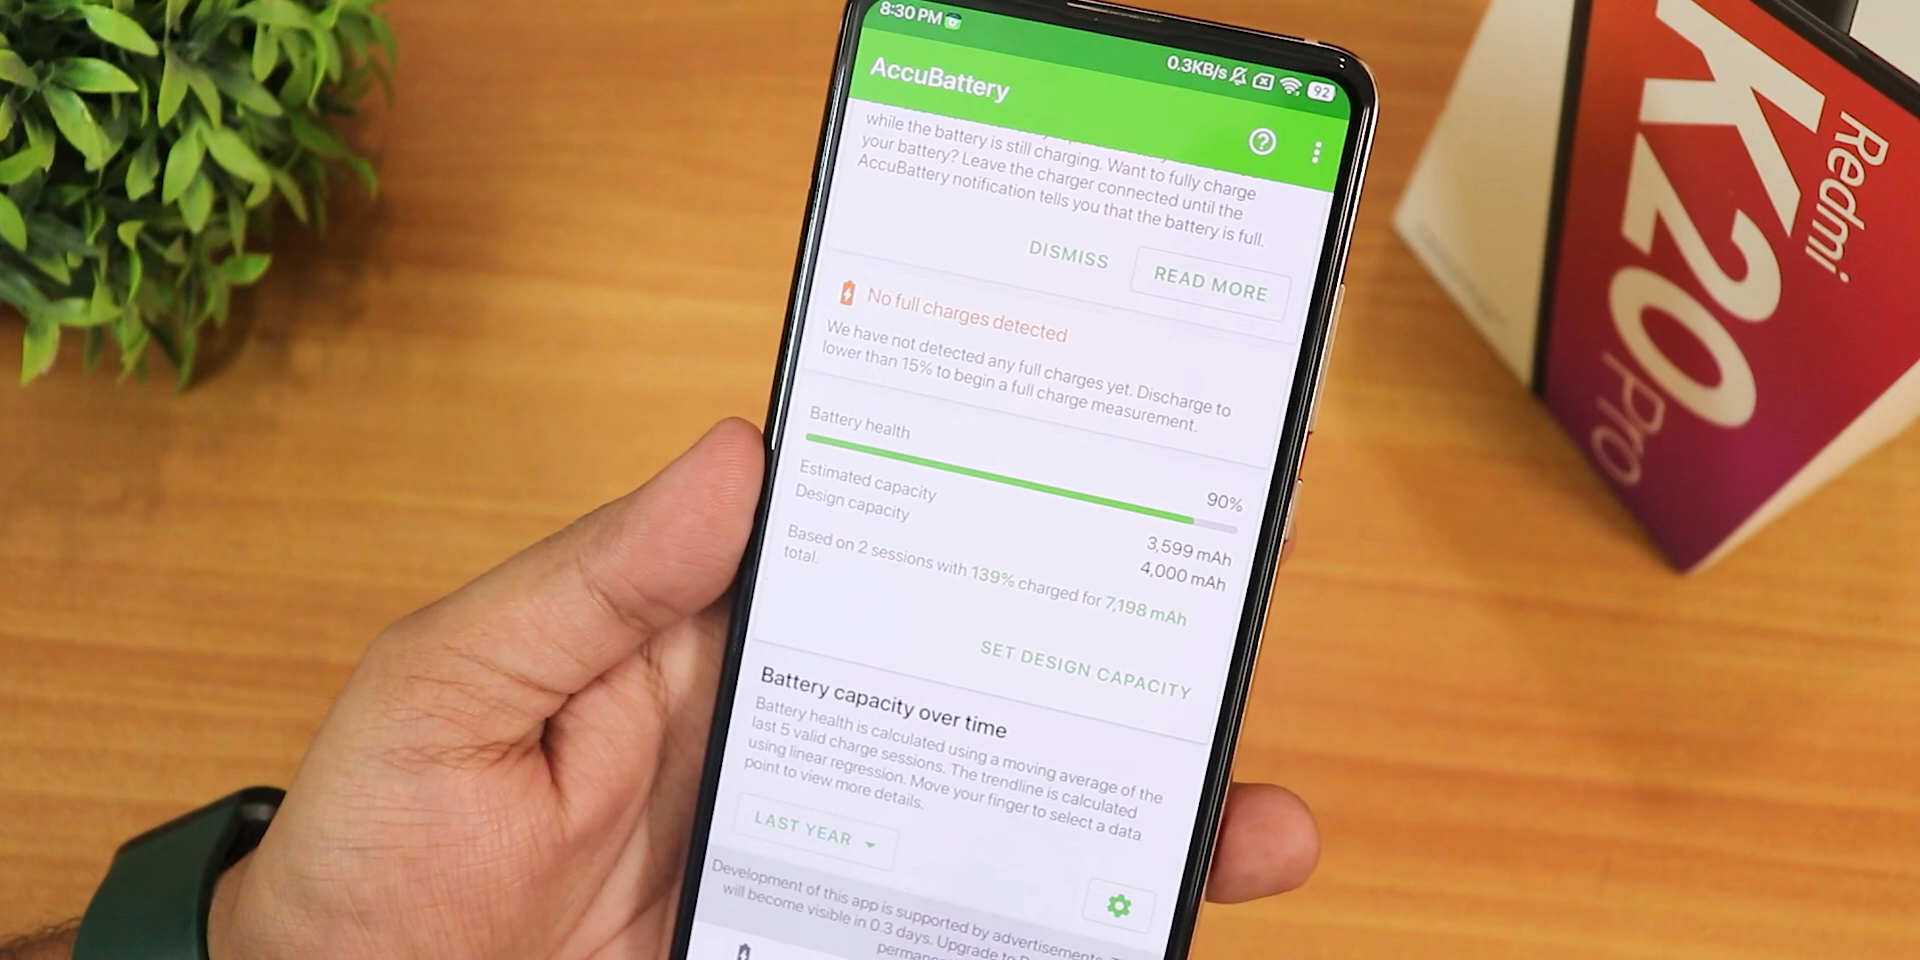 8:30 PM
0.3KB/s
92
AccuBattery
while the battery is still charging. Want to fully charge
your battery? Leave the charger connected until the
AccuBattery notification tells you that the battery is full.
DISMISS
READ MORE
No full charges detected
We have not detected any full charges yet. Discharge to
lower than 15% to begin a full charge measurement.
Battery health
90%
Estimated capacity
3,599 mAh
Design capacity
4,000 mAh
Based on 2 sessions with 139% charged for 7,198 mAh
total.
SET DESIGN CAPACITY
Battery capacity over time
Battery health is calculated using a moving average of the
last 5 valid charge sessions. The trendline is calculated
using linear regression. Move your finger to select a data
point to view more details.
LAST YEAR
Development of this app is supported by advertisements.
will become visible in 0.3 days. Upgrade to
Redmi
K20
Pro